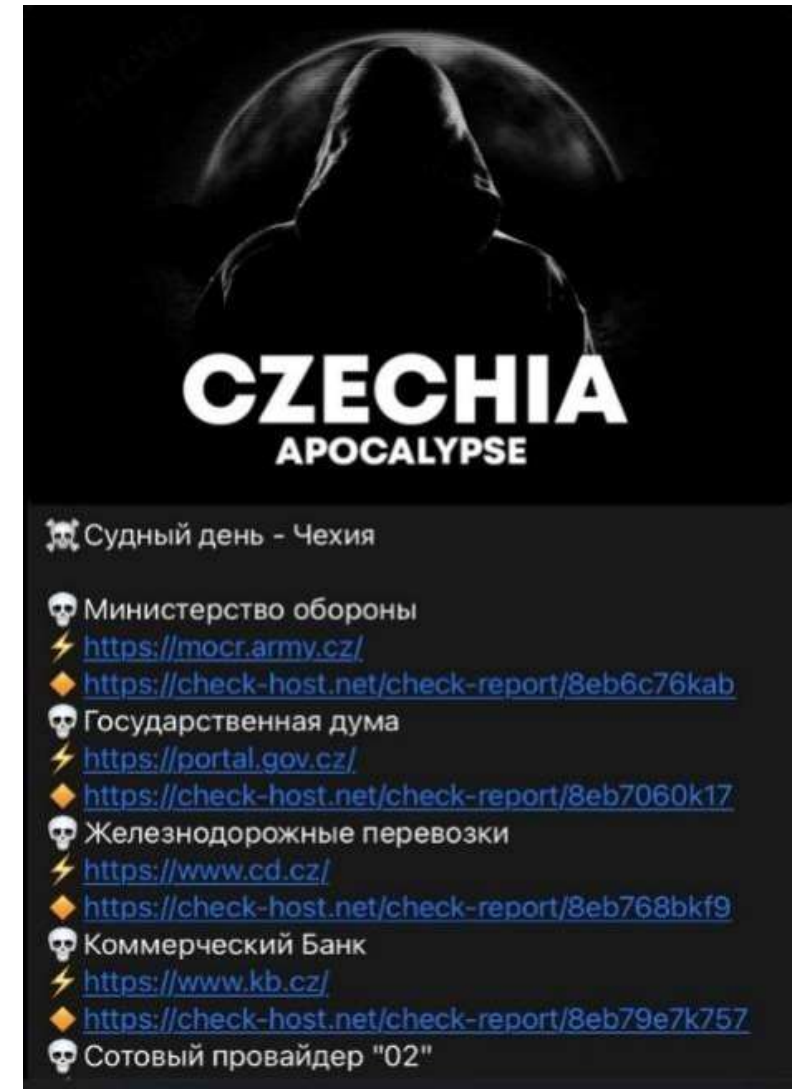 CZECHIA
APOCALYPSE
☠️Судный день - Чехия
💀Министерство обороны
⚡https://mocr.army.cz/
🔸https://check-host.net/check-report/8eb6c76kab
💀Государственная дума
⚡https://portal.gov.cz/
🔸https://check-host.net/check-report/8eb7060k17
💀Железнодорожные перевозки
⚡https://www.cd.cz/
🔸https://check-host.net/check-report/8eb768bkf9
💀Коммерческий Банк
⚡https://www.kb.cz/
🔸https://check-host.net/check-report/8eb79e7k757
💀Сотовый провайдер "02"